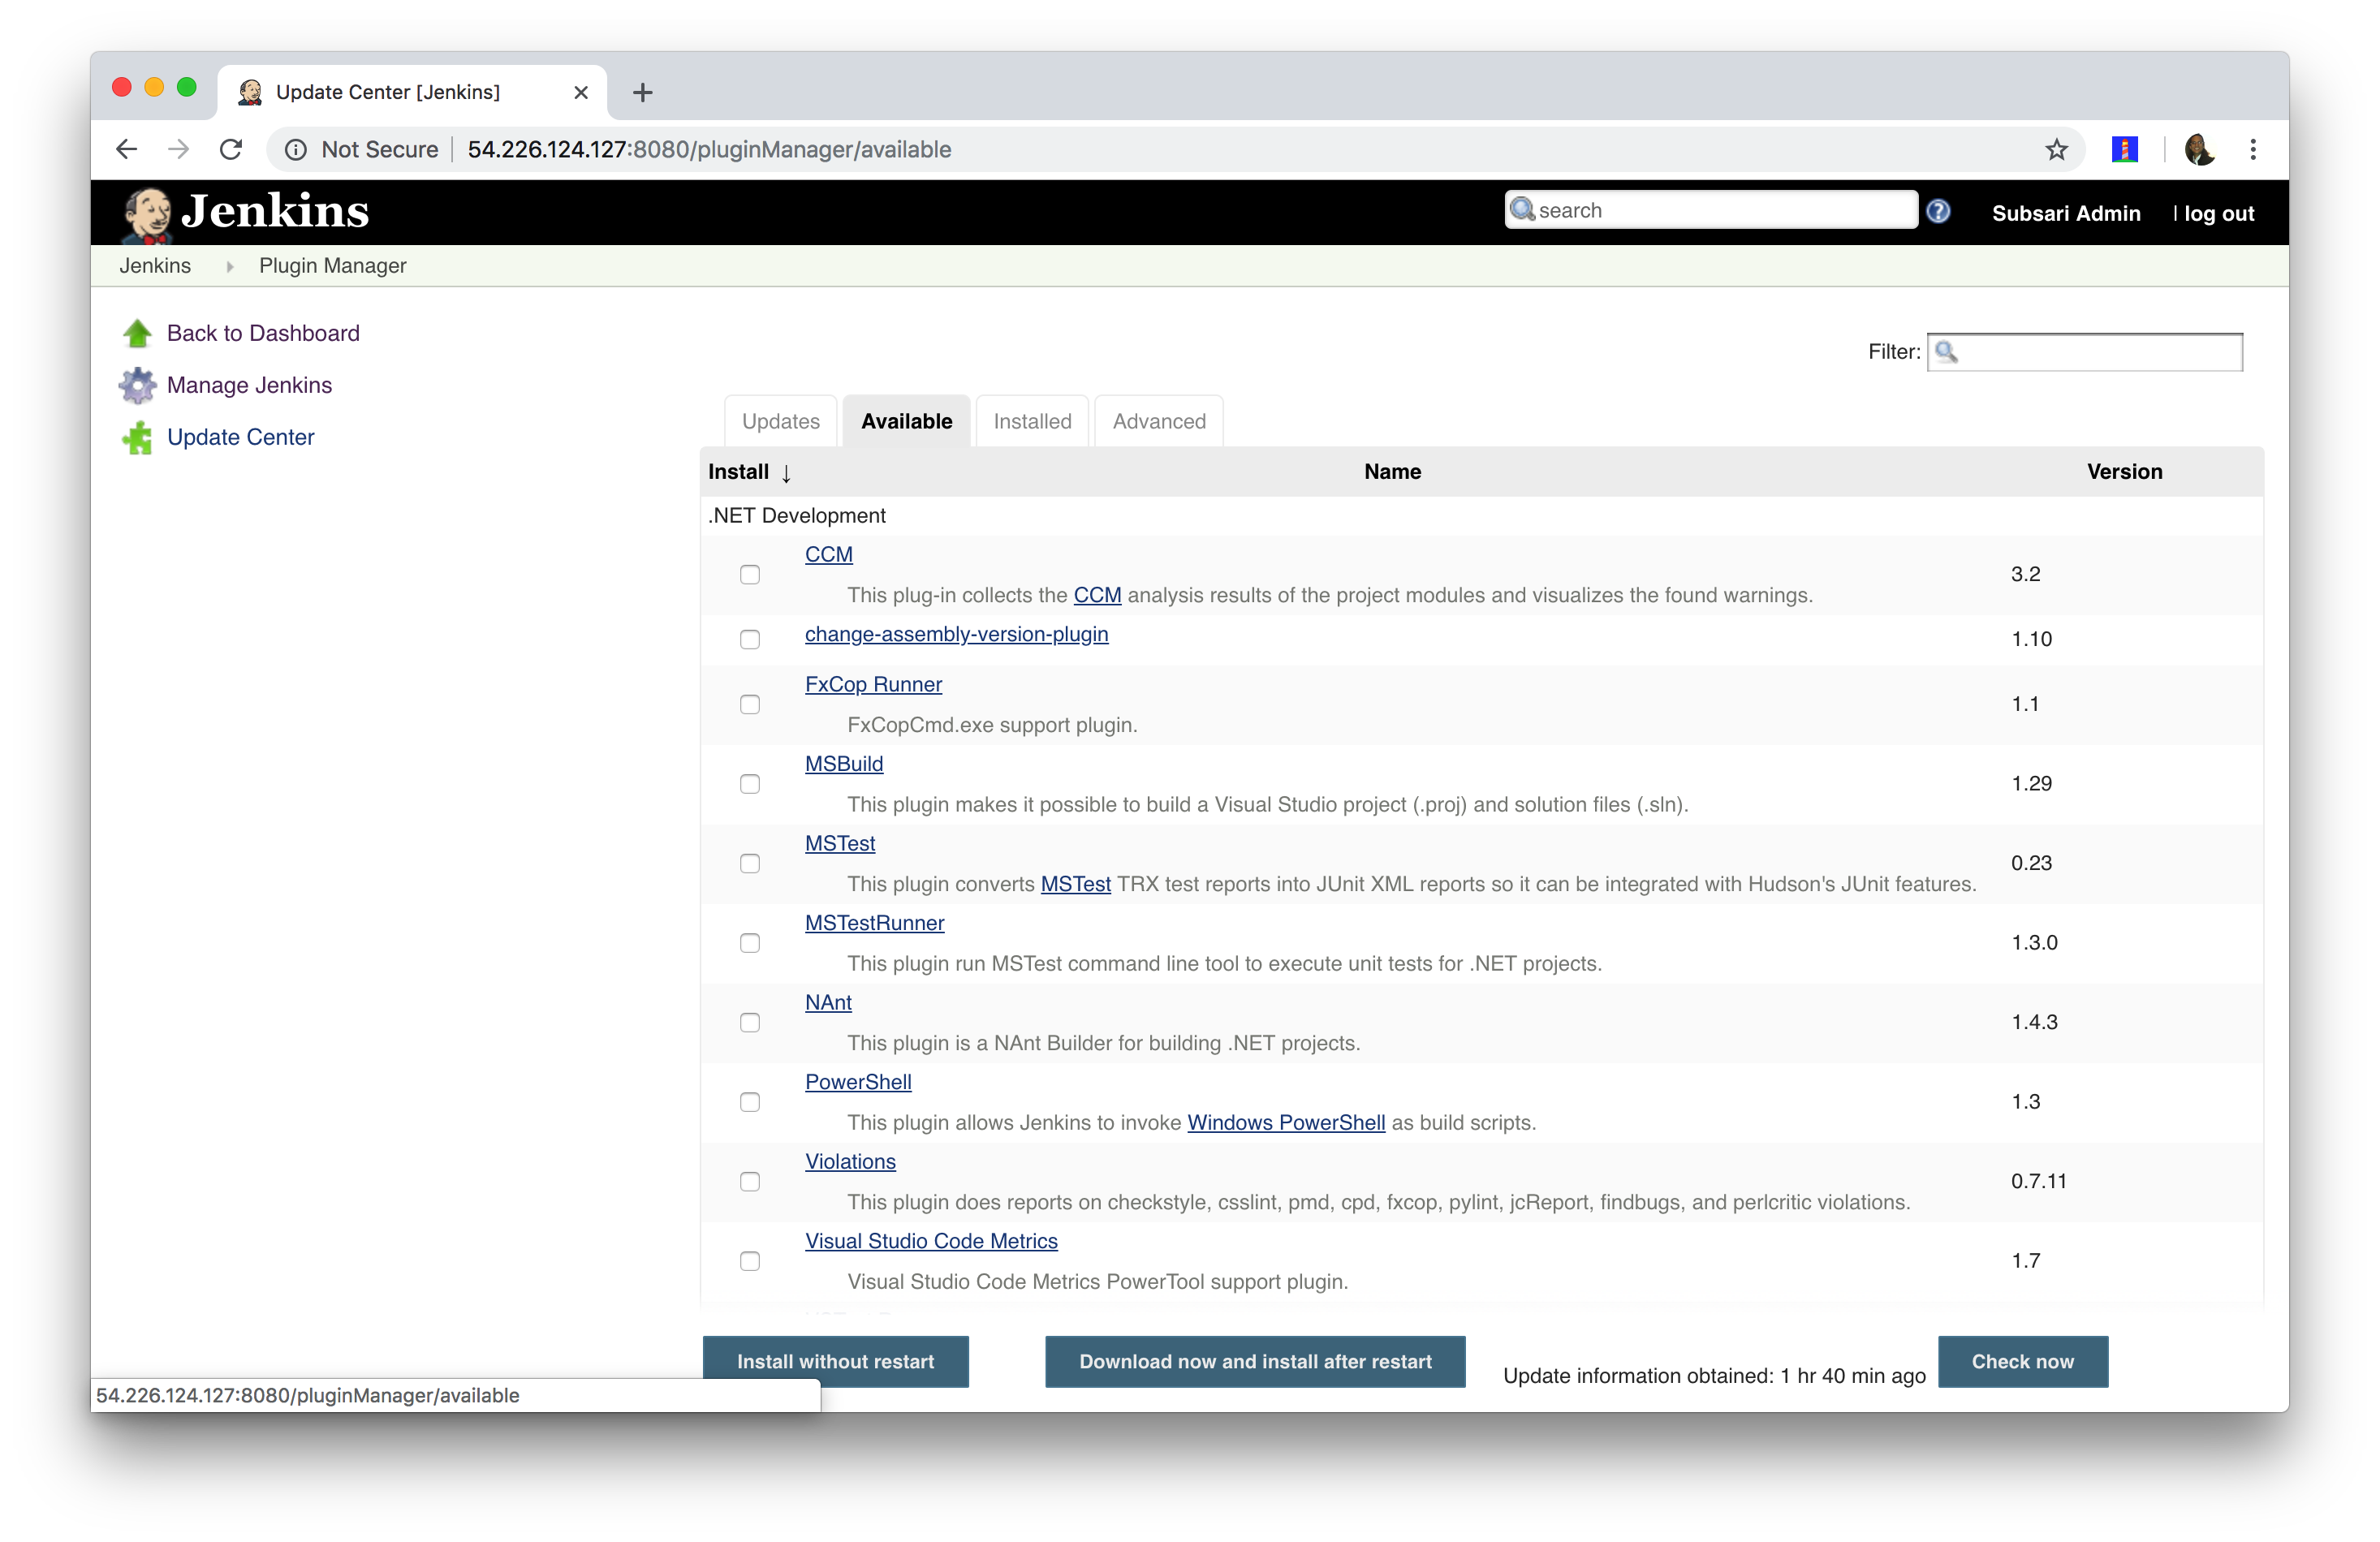 Update Center [Jenkins]
Not Secure 54.226.124.127:8080/pluginManager/available
Jenkins
search
Subsari Admin | log out
Jenkins Plugin Manager
Back to Dashboard
Manage Jenkins
Update Center
Filter:
Updates Available Installed Advanced
Install ↓ Name Version
.NET Development
CCM
This plug-in collects the CCM analysis results of the project modules and visualizes the found warnings.
3.2
change-assembly-version-plugin
1.10
FxCop Runner
FxCopCmd.exe support plugin.
1.1
MSBuild
This plugin makes it possible to build a Visual Studio project (.proj) and solution files (.sln).
1.29
MSTest
This plugin converts MSTest TRX test reports into JUnit XML reports so it can be integrated with Hudson's JUnit features.
0.23
MSTestRunner
This plugin run MSTest command line tool to execute unit tests for .NET projects.
1.3.0
NAnt
This plugin is a NAnt Builder for building .NET projects.
1.4.3
PowerShell
This plugin allows Jenkins to invoke Windows PowerShell as build scripts.
1.3
Violations
This plugin does reports on checkstyle, csslint, pmd, cpd, fxcop, pylint, jcReport, findbugs, and perlcritic violations.
0.7.11
Visual Studio Code Metrics
Visual Studio Code Metrics PowerTool support plugin.
1.7
Install without restart
Download now and install after restart
Update information obtained: 1 hr 40 min ago
Check now
54.226.124.127:8080/pluginManager/available